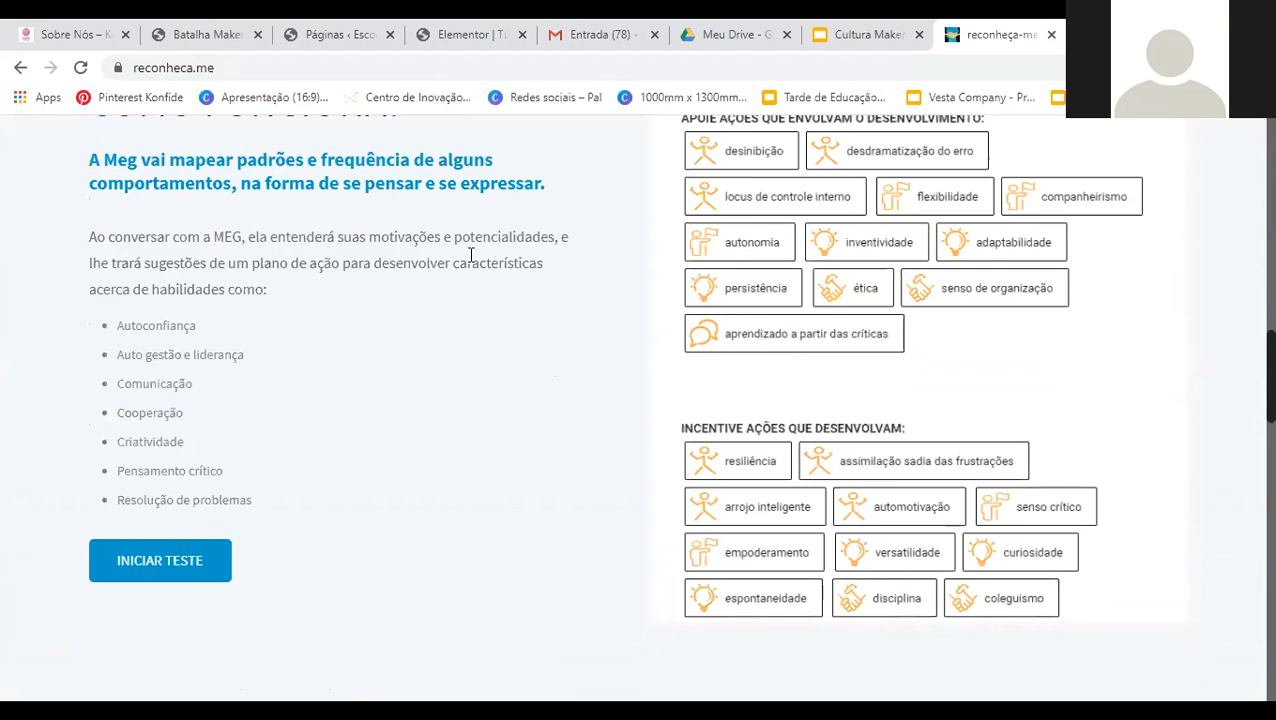 Sobre Nós – K
Batalha Maker
Páginas ‹ Esco
Elementor | Tu
Entrada (78) -
Meu Drive - G
Cultura Maker
reconheça-me
reconheca.me
Apps
Pinterest Konfide
Apresentação (16:9)...
Centro de Inovação...
Redes sociais – Pal
1000mm x 1300mm...
Tarde de Educação...
Vesta Company - Pr...
A Meg vai mapear padrões e frequência de alguns
comportamentos, na forma de se pensar e se expressar.
Ao conversar com a MEG, ela entenderá suas motivações e potencialidades, e
lhe trará sugestões de um plano de ação para desenvolver características
acerca de habilidades como:
Autoconfiança
Auto gestão e liderança
Comunicação
Cooperação
Criatividade
Pensamento crítico
Resolução de problemas
INICIAR TESTE
APOIE AÇÕES QUE ENVOLVAM O DESENVOLVIMENTO:
desinibição desdramatização do erro
locus de controle interno flexibilidade companheirismo
autonomia inventividade adaptabilidade
persistência ética senso de organização
aprendizado a partir das críticas
INCENTIVE AÇÕES QUE DESENVOLVAM:
resiliência assimilação sadia das frustrações
arrojo inteligente automotivação senso crítico
empoderamento versatilidade curiosidade
espontaneidade disciplina coleguismo